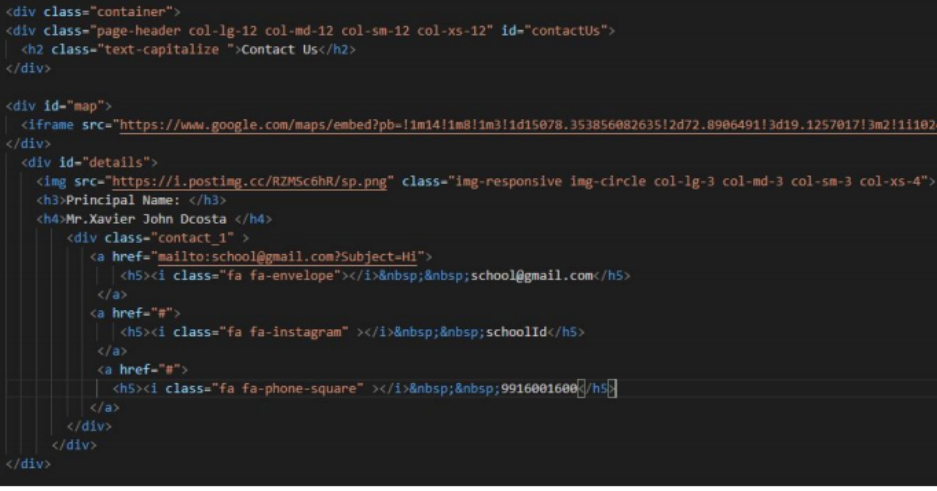 <div class="container">
<div class="page-header col-lg-12 col-md-12 col-sm-12 col-xs-12" id="contactUs">
<h2 class="text-capitalize ">Contact Us</h2>
</div>
<div id="map">
<iframe src="https://www.google.com/maps/embed?pb=!1m14!1m8!1m3!1d15078.353856082635!2d72.8906491!3d19.1257017!3m2!1i102
</div>
<div id="details">
<img src="https://i.postimg.cc/RZMSc6hR/sp.png" class="img-responsive img-circle col-lg-3 col-md-3 col-sm-3 col-xs-4">
<h3>Principal Name: </h3>
<h4>Mr.Xavier John Dcosta </h4>
<div class="contact_1" >
<a href="mailto:school@gmail.com?Subject=Hi">
<h5><i class="fa fa-envelope"></i>&nbsp;&nbsp;school@gmail.com</h5>
</a>
<a href="#">
<h5><i class="fa fa-instagram" ></i>&nbsp;&nbsp;schoolId</h5>
</a>
<a href="#">
<h5><i class="fa fa-phone-square" ></i>&nbsp;&nbsp;9916001600</h5>
</a>
</div>
</div>
</div>